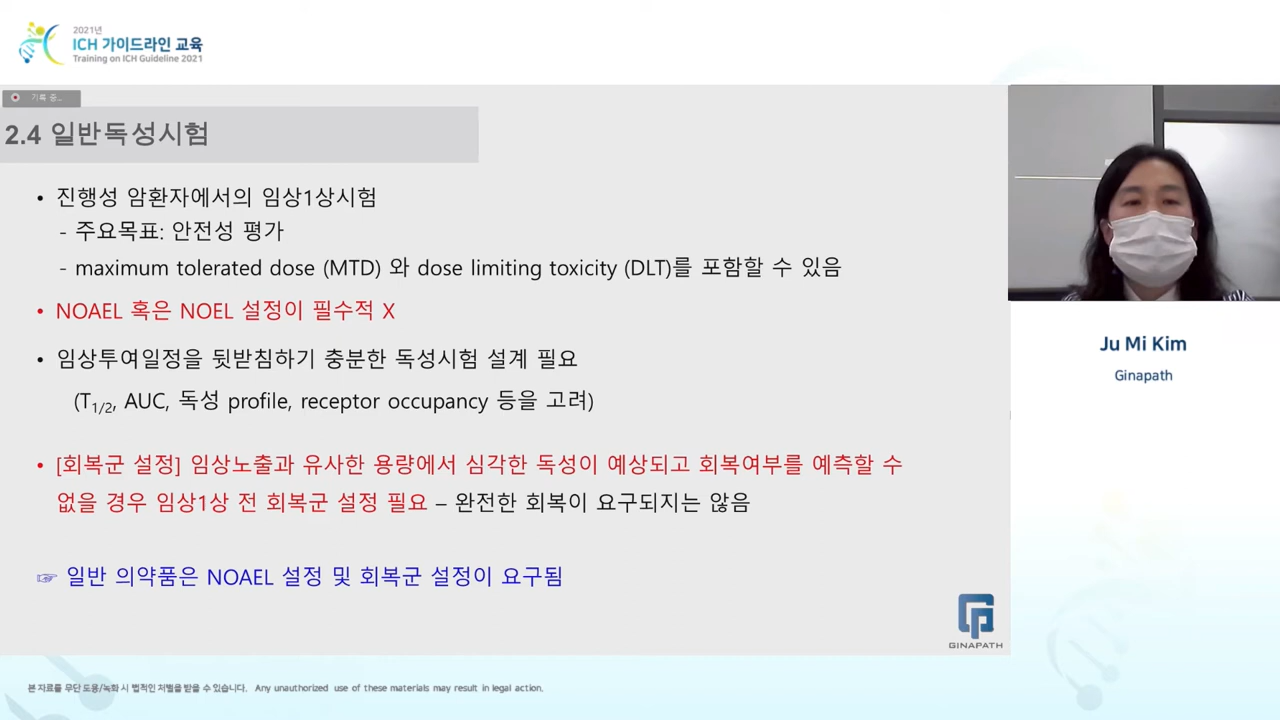 2021년
ICH 가이드라인 교육
Training on ICH Guideline 2021
기록 중...
2.4 일반독성시험
• 진행성 암환자에서의 임상1상시험
- 주요목표: 안전성 평가
- maximum tolerated dose (MTD) 와 dose limiting toxicity (DLT)를 포함할 수 있음
• NOAEL 혹은 NOEL 설정이 필수적 X
• 임상투여일정을 뒷받침하기 충분한 독성시험 설계 필요
(T1/2, AUC, 독성 profile, receptor occupancy 등을 고려)
• [회복군 설정] 임상노출과 유사한 용량에서 심각한 독성이 예상되고 회복여부를 예측할 수
없을 경우 임상1상 전 회복군 설정 필요 – 완전한 회복이 요구되지는 않음
☞ 일반 의약품은 NOAEL 설정 및 회복군 설정이 요구됨
GINAPATH
Ju Mi Kim
Ginapath
본 자료를 무단 도용/녹화 시 법적인 처벌을 받을 수 있습니다. Any unauthorized use of these materials may result in legal action.